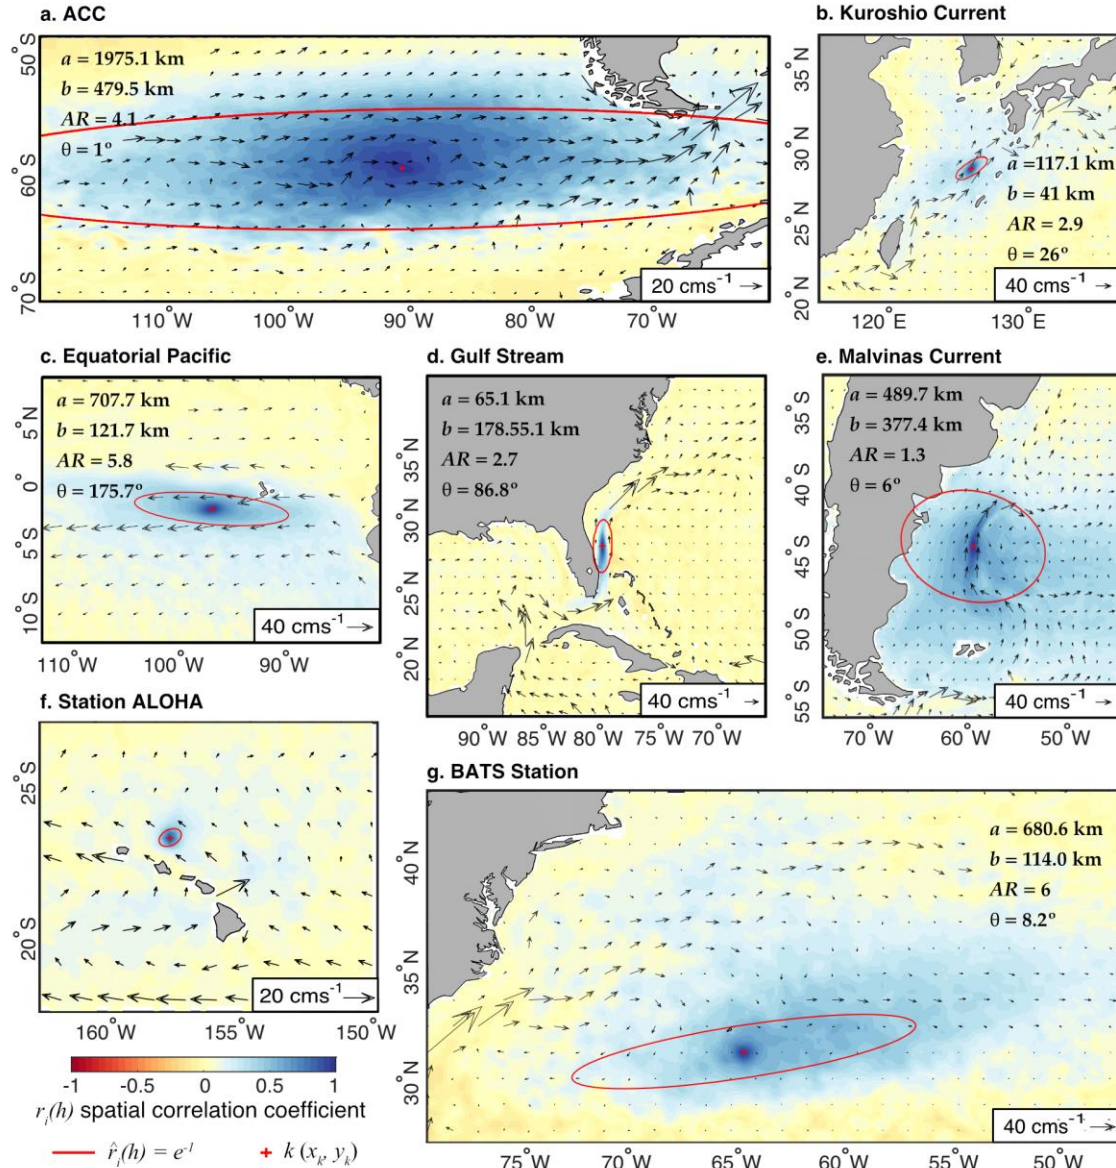 a. ACC
a = 1975.1 km
b = 479.5 km
AR = 4.1
θ = 1°
50°S
60°S
70°S
20 cms-1
110°W
100°W
90°W
80°W
70°W
b. Kuroshio Current
35°N
30°N
25°N
20°N
a =117.1 km
b = 41 km
AR = 2.9
θ = 26°
40 cms-1
120°E
130°E
c. Equatorial Pacific
a = 707.7 km
b = 121.7 km
AR = 5.8
θ = 175.7°
5°N
0°
5°S
10°S
40 cms-1
110°W
100°W
90°W
d. Gulf Stream
a = 65.1 km
b = 178.55.1 km
AR = 2.7
θ = 86.8°
35°N
30°N
25°N
20°N
40 cms-1
90°W
85°W
80°W
75°W
70°W
e. Malvinas Current
a = 489.7 km
b = 377.4 km
AR = 1.3
θ = 6°
35°S
40°S
45°S
50°S
55°S
40 cms-1
70°W
60°W
50°W
f. Station ALOHA
25°S
20°S
20 cms-1
160°W
155°W
150°W
g. BATS Station
a = 680.6 km
b = 114.0 km
AR = 6
θ = 8.2°
40°N
35°N
30°N
40 cms-1
75°W
70°W
65°W
60°W
55°W
50°W
-1
-0.5
0
0.5
1
ri(h) spatial correlation coefficient
r̂i(h) = e-1
k (xk, yk)